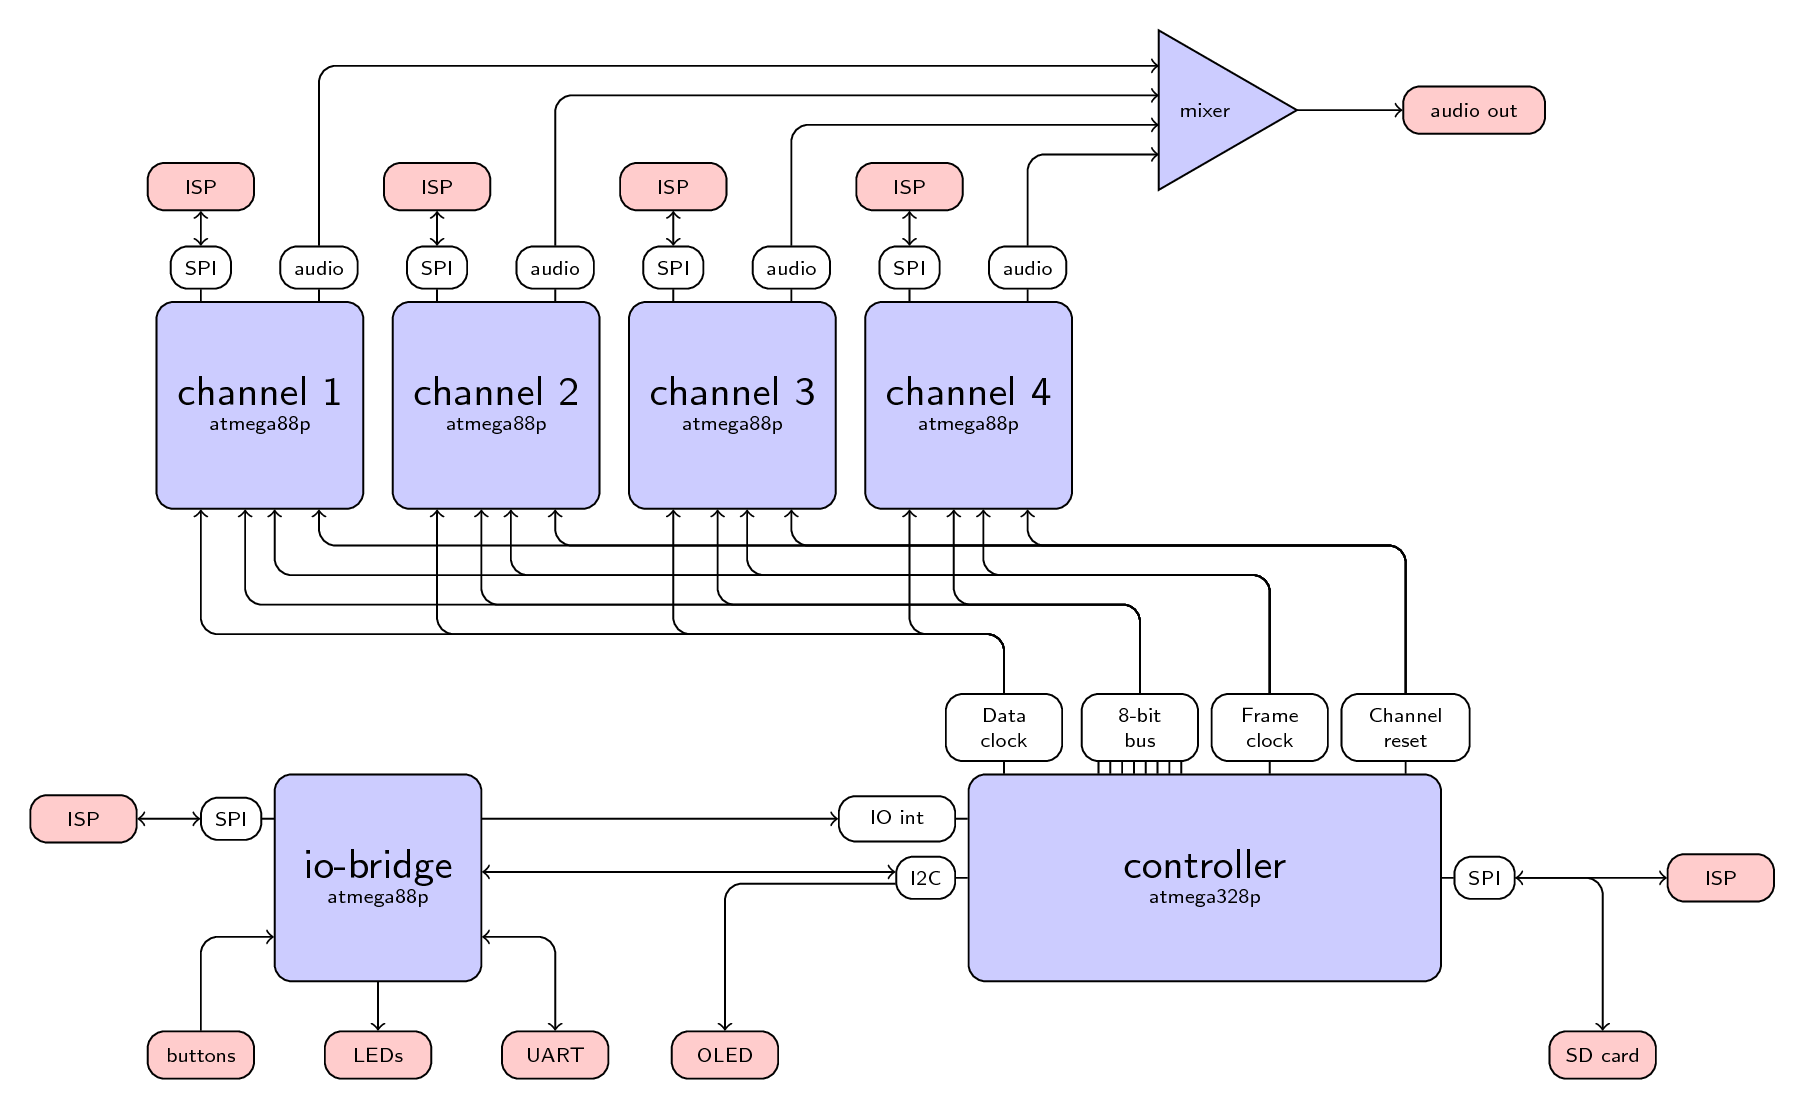 mixer
audio out
ISP
ISP
ISP
ISP
SPI
audio
SPI
audio
SPI
audio
SPI
audio
channel 1
atmega88p
channel 2
atmega88p
channel 3
atmega88p
channel 4
atmega88p
Data
clock
8-bit
bus
Frame
clock
Channel
reset
ISP
SPI
io-bridge
atmega88p
IO int
I2C
controller
atmega328p
SPI
ISP
buttons
LEDs
UART
OLED
SD card